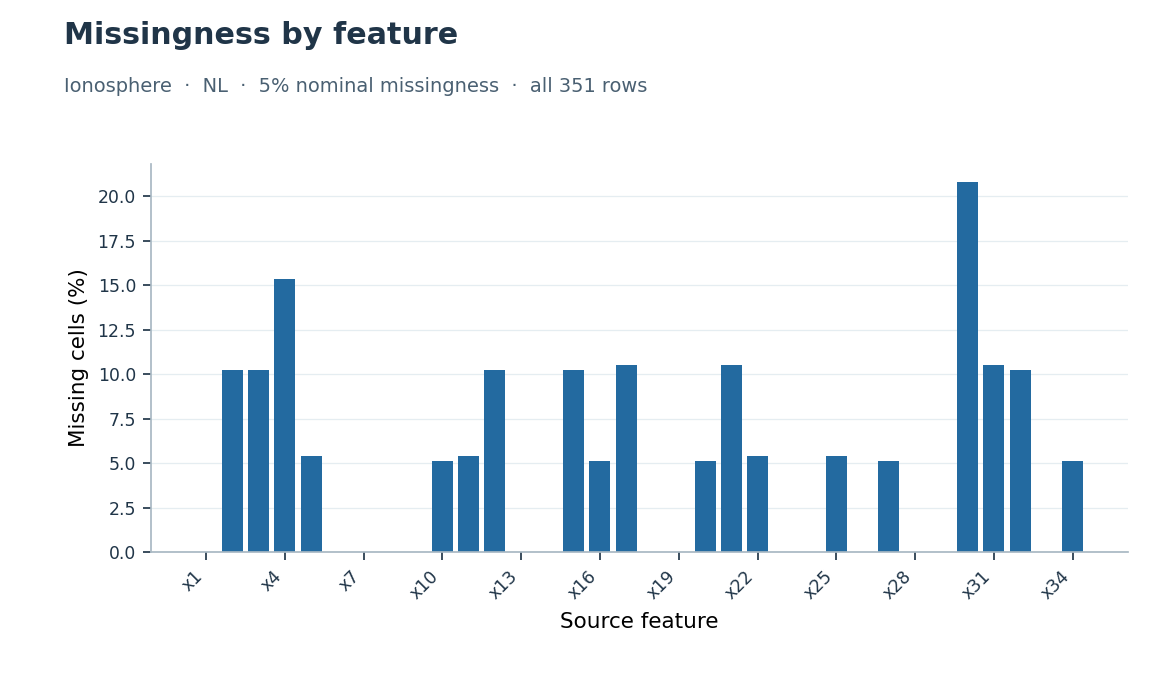 Missingness by feature
Ionosphere · NL · 5% nominal missingness · all 351 rows
20.0
17.5
15.0
12.5
10.0
7.5
5.0
2.5
0.0
Missing cells (%)
x1 x4 x7 x10 x13 x16 x19 x22 x25 x28 x31 x34
Source feature